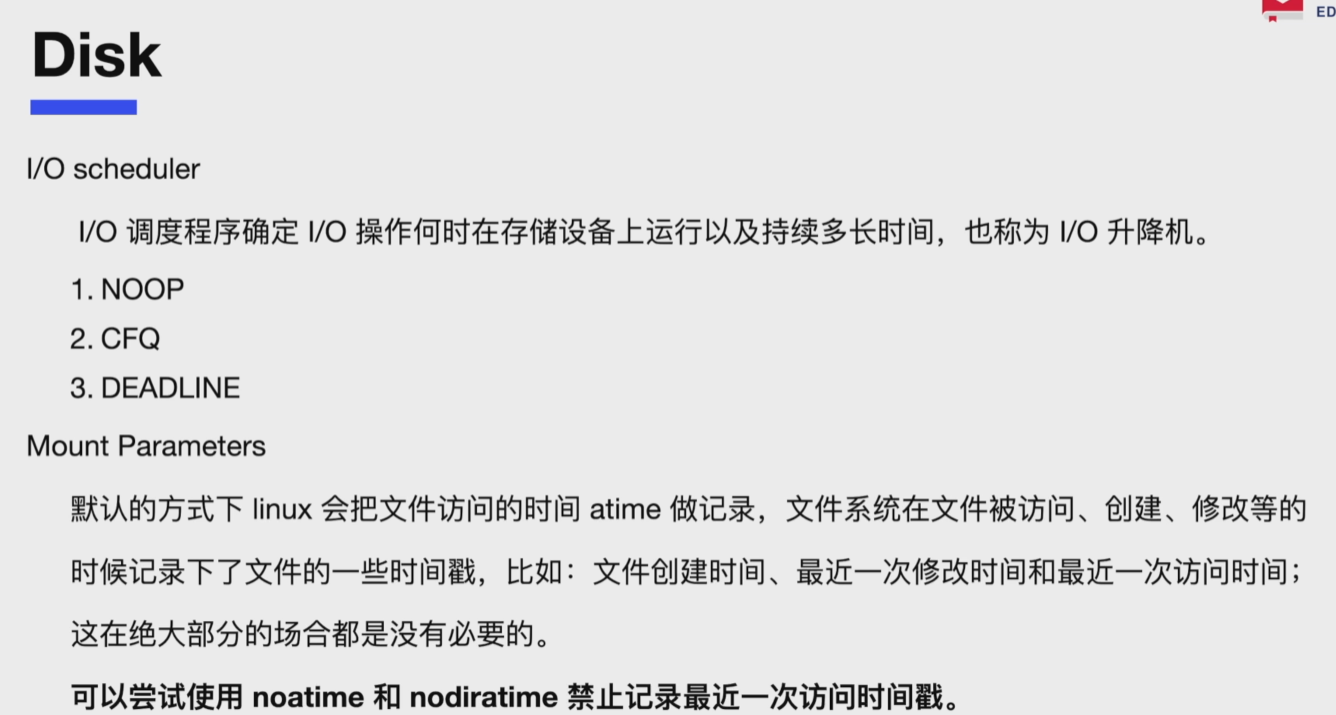 ED
Disk
I/O scheduler
I/O 调度程序确定 I/O 操作何时在存储设备上运行以及持续多长时间，也称为 I/O 升降机。
1. NOOP
2. CFQ
3. DEADLINE
Mount Parameters
默认的方式下 linux 会把文件访问的时间 atime 做记录，文件系统在文件被访问、创建、修改等的
时候记录下了文件的一些时间戳，比如：文件创建时间、最近一次修改时间和最近一次访问时间；
这在绝大部分的场合都是没有必要的。
可以尝试使用 noatime 和 nodiratime 禁止记录最近一次访问时间戳。